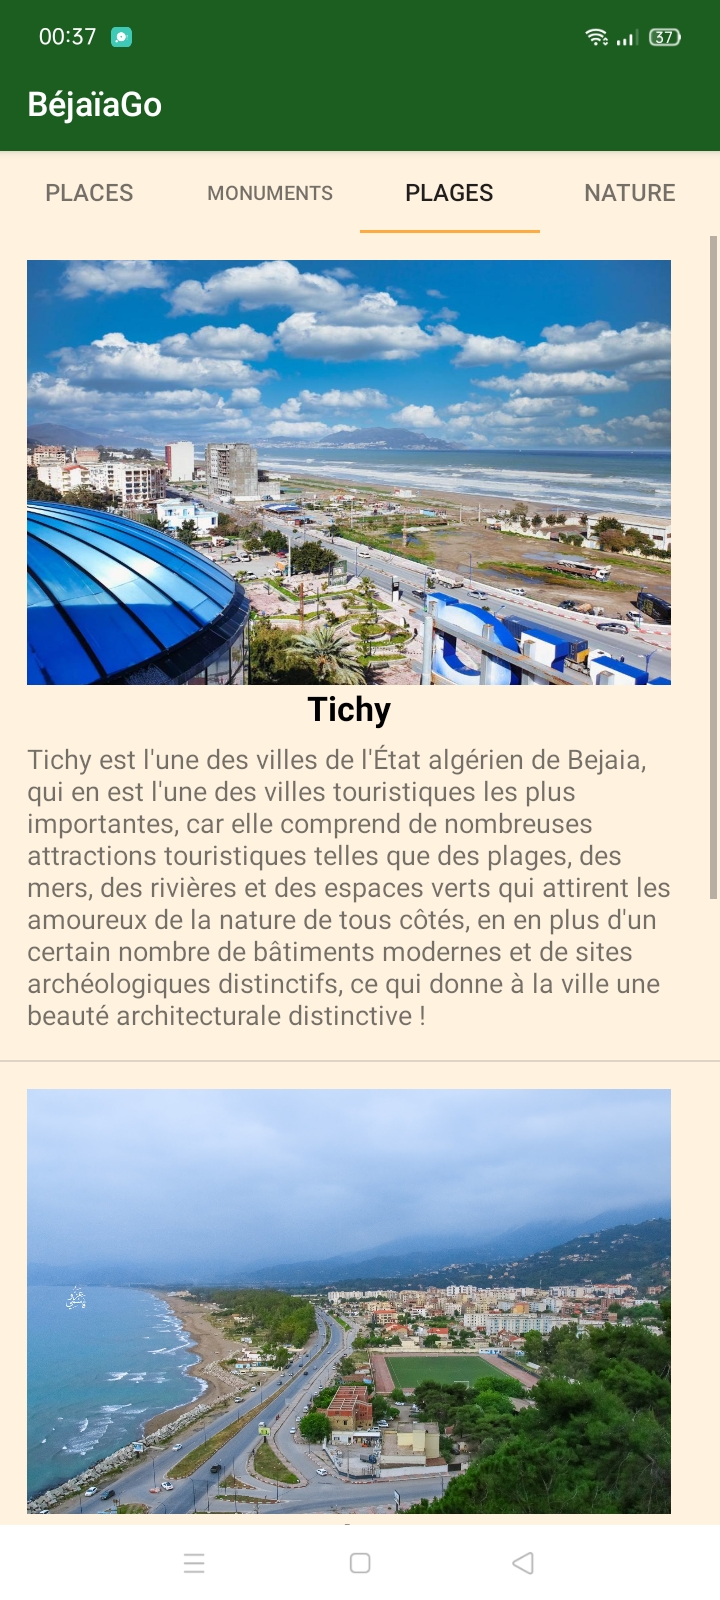 00:37
37
BéjaïaGo
PLACES MONUMENTS PLAGES NATURE
Tichy
Tichy est l'une des villes de l'État algérien de Bejaia,
qui en est l'une des villes touristiques les plus
importantes, car elle comprend de nombreuses
attractions touristiques telles que des plages, des
mers, des rivières et des espaces verts qui attirent les
amoureux de la nature de tous côtés, en en plus d'un
certain nombre de bâtiments modernes et de sites
archéologiques distinctifs, ce qui donne à la ville une
beauté architecturale distinctive !